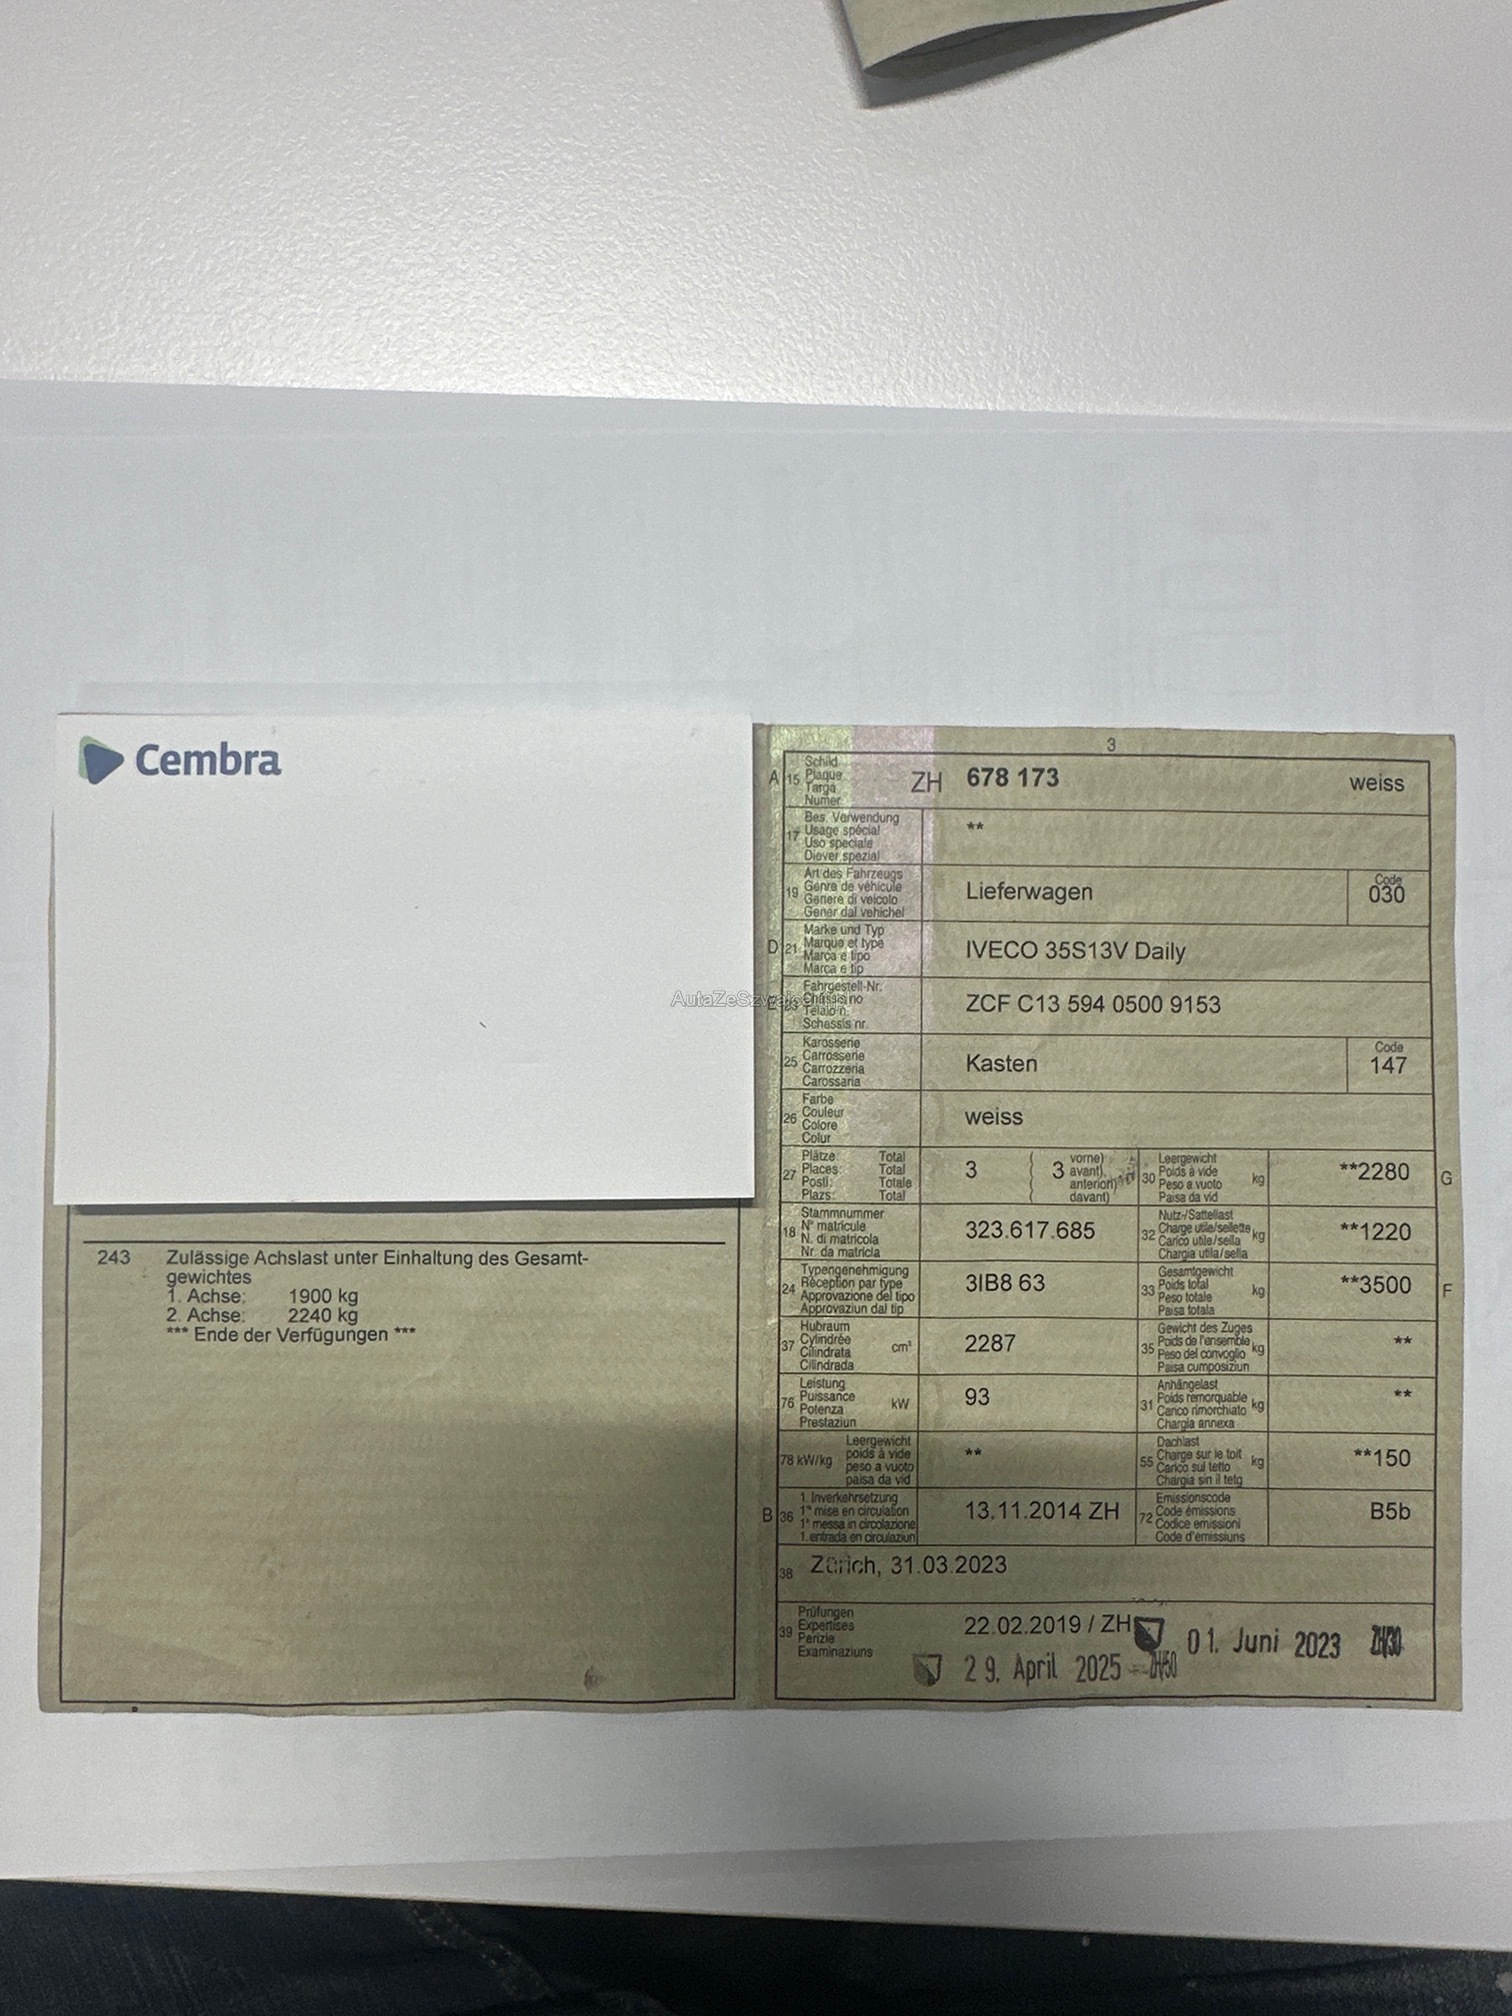 Cembra
243 Zulässige Achslast unter Einhaltung des Gesamt-
gewichtes
1. Achse: 1900 kg
2. Achse: 2240 kg
*** Ende der Verfügungen ***
3
A 15 Schild
Plaque
Targa
Numer
ZH 678 173 weiss
17 Bes. Verwendung
Usage spécial
Uso speciale
Diever spezial
**
19 Art des Fahrzeugs
Genre de véhicule
Genere di veicolo
Gener dal vehichel
Lieferwagen
Code
030
D 21 Marke und Typ
Marque et type
Marca e tipo
Marca e tip
IVECO 35S13V Daily
Fahrgestell-Nr.
Châssis no
Telaio n.
Schassis nr.
ZCF C13 594 0500 9153
25 Karosserie
Carrosserie
Carrozzeria
Carossaria
Kasten
Code
147
26 Farbe
Couleur
Colore
Colur
weiss
27 Plätze: Total
Places: Total
Posti: Totale
Plazs: Total
3 ( 3 vorne)
avant)
anteriori)
davant)
30 Leergewicht
Poids à vide
Peso a vuoto
Paisa da vid
kg **2280 G
18 Stammnummer
N° matricule
N. di matricola
Nr. da matricla
323.617.685
32 Nutz-/Sattellast
Charge utile/sellette
Carico utile/sella
Chargia utila/sella
kg **1220
24 Typengenehmigung
Réception par type
Approvazione del tipo
Approvaziun dal tip
3IB8 63
33 Gesamtgewicht
Poids total
Peso totale
Paisa totala
kg **3500 F
37 Hubraum
Cylindrée
Cilindrata
Cilindrada
cm³ 2287
35 Gewicht des Zuges
Poids de l'ensemble
Peso del convoglio
Paisa cumposiziun
kg **
76 Leistung
Puissance
Potenza
Prestaziun
kW 93
31 Anhängelast
Poids remorquable
Carico rimorchiato
Chargia annexa
kg **
78 kW/kg Leergewicht
poids à vide
peso a vuoto
paisa da vid
**
55 Dachlast
Charge sur le toit
Carico sul tetto
Chargia sin il tetg
kg **150
B 36 1. Inverkehrsetzung
1re mise en circulation
1a messa in circolazione
1. entrada en circulaziun
13.11.2014 ZH
72 Emissionscode
Code émissions
Codice emissioni
Code d'emissiuns
B5b
38 Zürich, 31.03.2023
39 Prüfungen
Expertises
Perizie
Examinaziuns
22.02.2019 / ZH 01. Juni 2023 ZH30
29. April 2025 ZH50